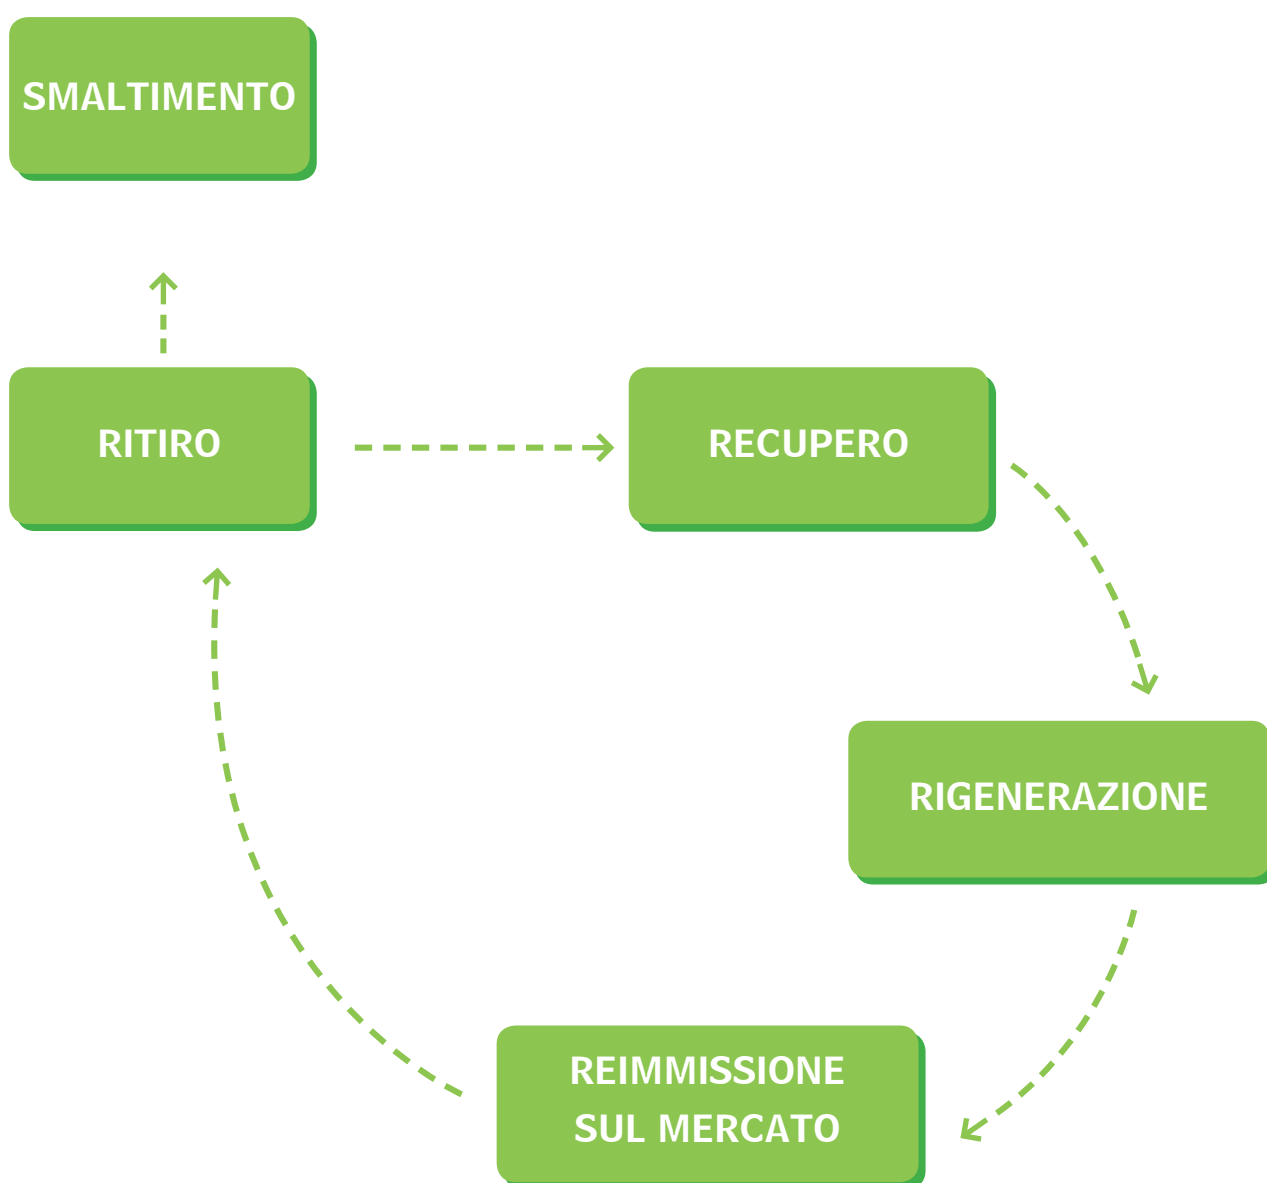 SMALTIMENTO
RITIRO
RECUPERO
RIGENERAZIONE
REIMMISSIONE
SUL MERCATO